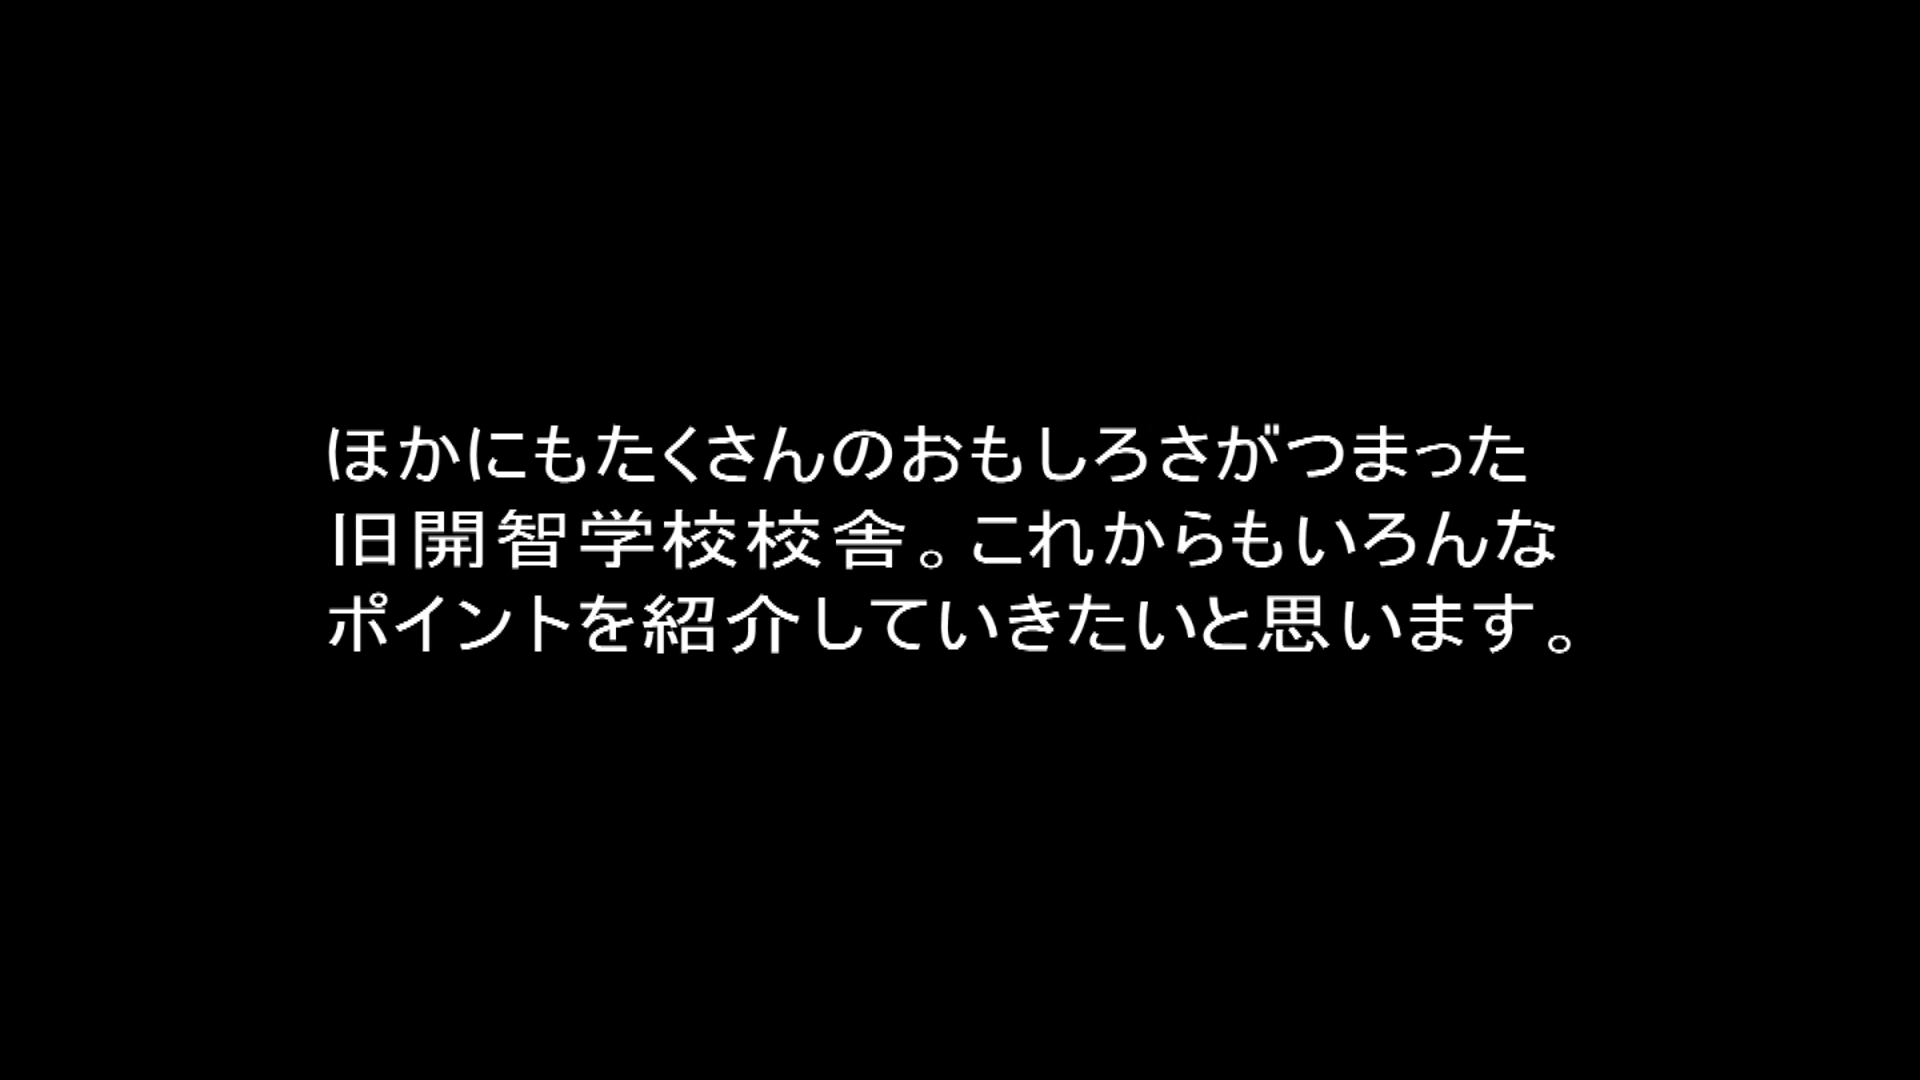 ほかにもたくさんのおもしろさがつまった
旧開智学校校舎。これからもいろんな
ポイントを紹介していきたいと思います。